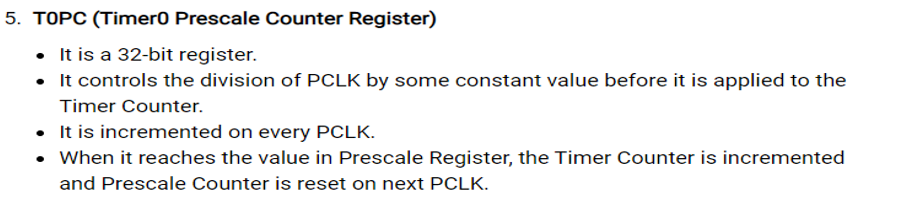 5. T0PC (Timer0 Prescale Counter Register)
• It is a 32-bit register.
• It controls the division of PCLK by some constant value before it is applied to the
Timer Counter.
• It is incremented on every PCLK.
• When it reaches the value in Prescale Register, the Timer Counter is incremented
and Prescale Counter is reset on next PCLK.